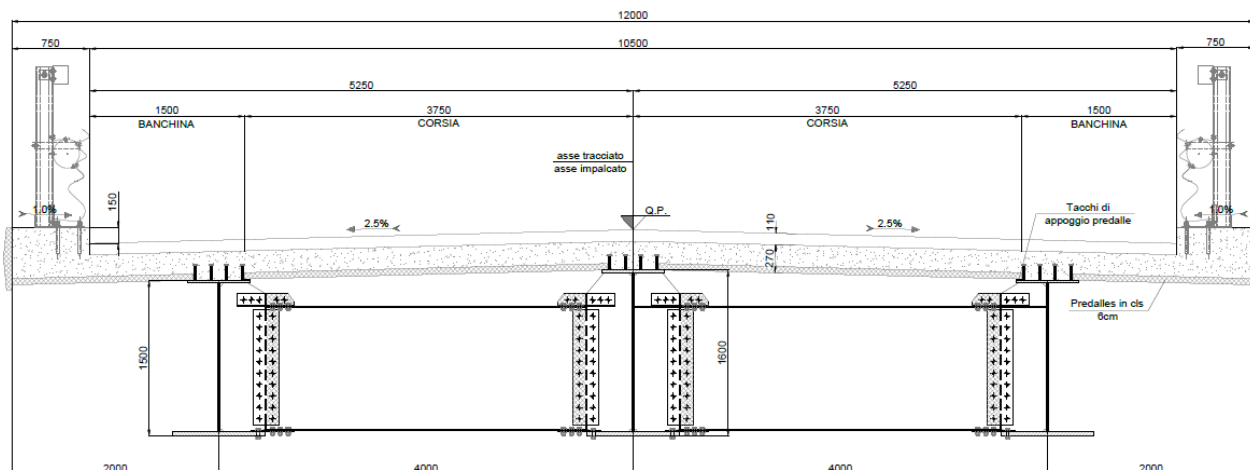 12000
750
10500
750
5250
5250
1500
3750
3750
1500
BANCHINA
CORSIA
CORSIA
BANCHINA
asse tracciato
asse impalcato
150
1.0%
2.5%
Q.P.
10
2.5%
Tacchi di
appoggio predalle
1.0%
270
Predalles in cls
6cm
1500
1600
2000
4000
4000
2000